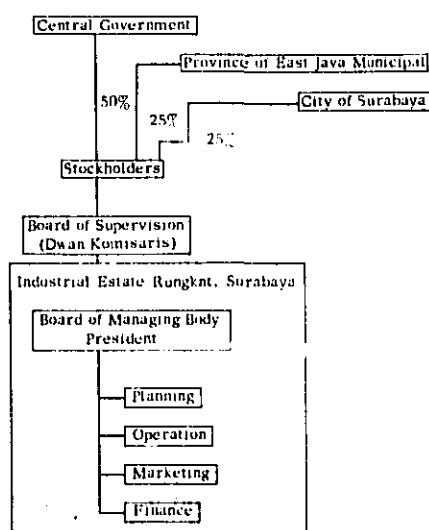 Central Government
Province of East Java Municipal
50%
City of Surabaya
25%
25%
Stockholders
Board of Supervision
(Dwan Komisaris)
Industrial Estate Rungknt, Surabaya
Board of Managing Body
President
Planning
Operation
Marketing
Finance